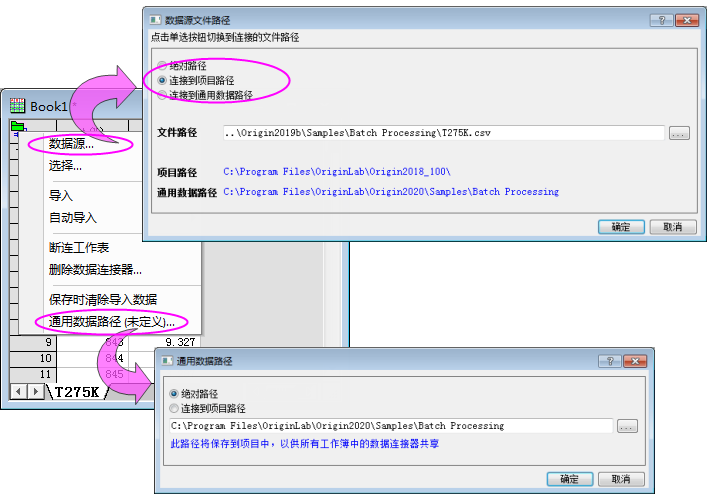 数据源文件路径
点击单选按钮切换到连接的文件路径
绝对路径
连接到项目路径
连接到通用数据路径
文件路径 ..\Origin2019b\Samples\Batch Processing\T275K.csv ...
项目路径 C:\Program Files\OriginLab\Origin2018_100\
通用数据路径 C:\Program Files\OriginLab\Origin2020\Samples\Batch Processing
确定 取消
Book1 *
数据源...
选择...
导入
自动导入
断连工作表
删除数据连接器...
保存时清除导入数据
通用数据路径 (未定义)...
9 843 9.327
10 844
11 845
T275K
通用数据路径
绝对路径
连接到项目路径
C:\Program Files\OriginLab\Origin2020\Samples\Batch Processing ...
此路径将保存到项目中，以供所有工作簿中的数据连接器共享
确定 取消